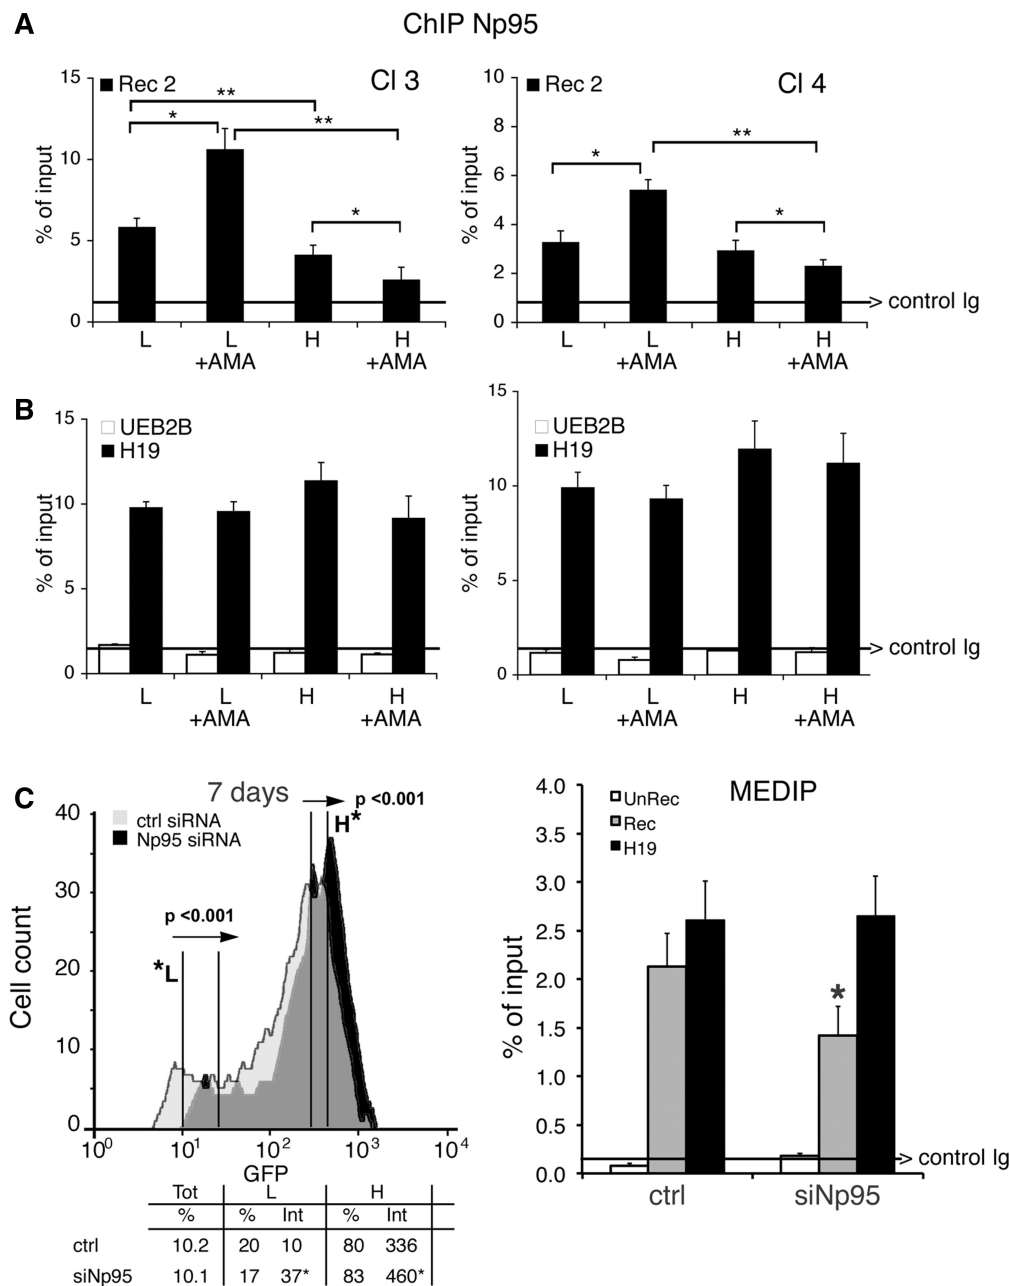 A
ChIP Np95
Rec 2
Cl 3
**
*
**
*
% of input
15
10
5
0
L
L
+AMA
H
H
+AMA
Rec 2
Cl 4
*
**
*
% of input
10
8
6
4
2
0
> control Ig
L
L
+AMA
H
H
+AMA
B
UEB2B
H19
% of input
15
10
5
0
L
L
+AMA
H
H
+AMA
UEB2B
H19
% of input
15
10
5
0
> control Ig
L
L
+AMA
H
H
+AMA
C
7 days
p <0.001
ctrl siRNA
Np95 siRNA
H*
p <0.001
*L
Cell count
40
30
20
10
0
10⁰ 10¹ 10² 10³ 10⁴
GFP
Tot L H
% % Int % Int
ctrl 10.2 20 10 80 336
siNp95 10.1 17 37* 83 460*
MEDIP
UnRec
Rec
H19
*
% of input
4.0
3.5
3.0
2.5
2.0
1.5
1.0
0.5
0.0
> control Ig
ctrl siNp95